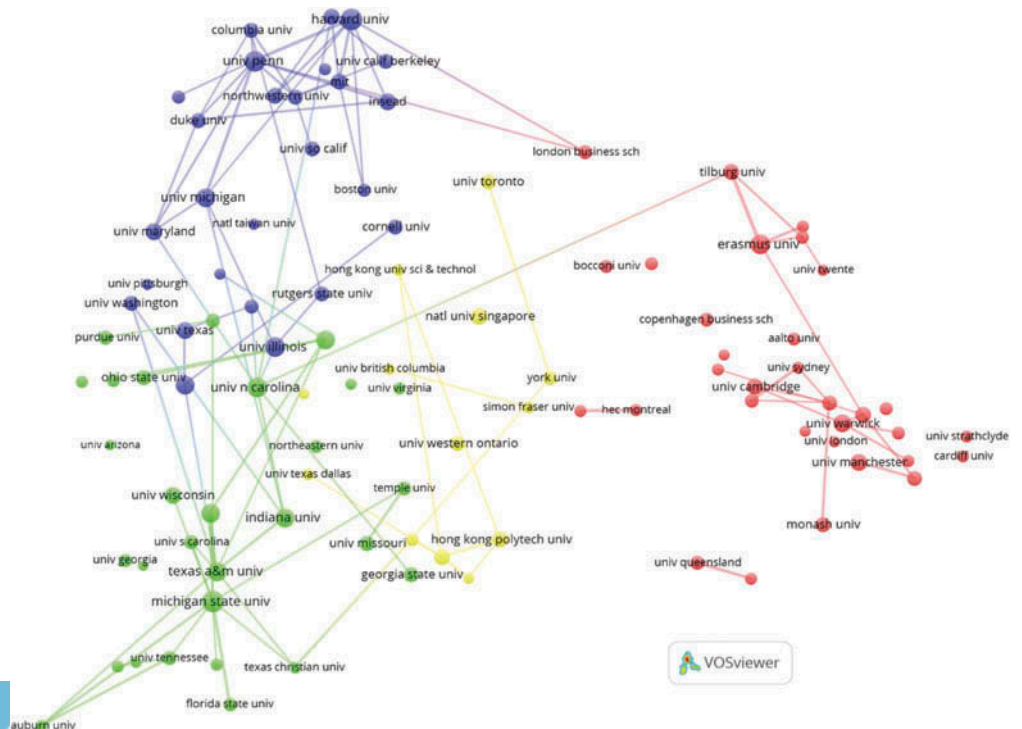 harvard univ
columbia univ
univ penn
univ calif berkeley
mit
northwestern univ
insead
duke univ
univ so calif
london business sch
boston univ
univ toronto
tilburg univ
univ michigan
natl taiwan univ
cornell univ
univ maryland
erasmus univ
hong kong univ sci & technol
bocconi univ
univ twente
univ pittsburgh
rutgers state univ
univ washington
natl univ singapore
copenhagen business sch
purdue univ
univ texas
univ illinois
aalto univ
univ british columbia
univ sydney
ohio state univ
univ n carolina
univ virginia
york univ
univ cambridge
simon fraser univ
hec montreal
univ warwick
univ arizona
northeastern univ
univ western ontario
univ london
univ strathclyde
cardiff univ
univ texas dallas
univ manchester
temple univ
univ wisconsin
indiana univ
monash univ
univ s carolina
univ missouri
hong kong polytech univ
univ georgia
texas a&m univ
georgia state univ
univ queensland
michigan state univ
univ tennessee
texas christian univ
VOSviewer
florida state univ
auburn univ